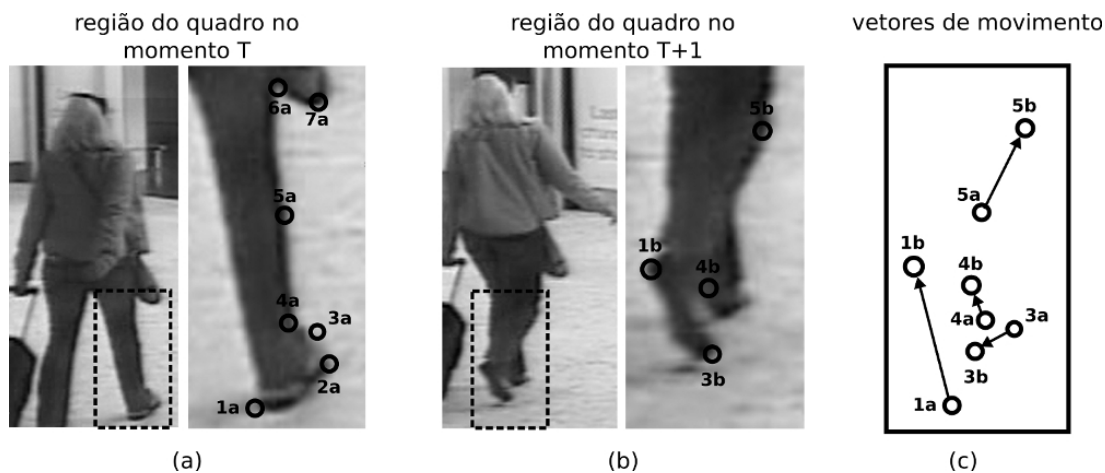 região do quadro no
momento T
região do quadro no
momento T+1
vetores de movimento
6a
7a
5a
4a
3a
2a
1a
5b
1b
4b
3b
5b
5a
1b
4b
4a
3a
3b
1a
(a)
(b)
(c)